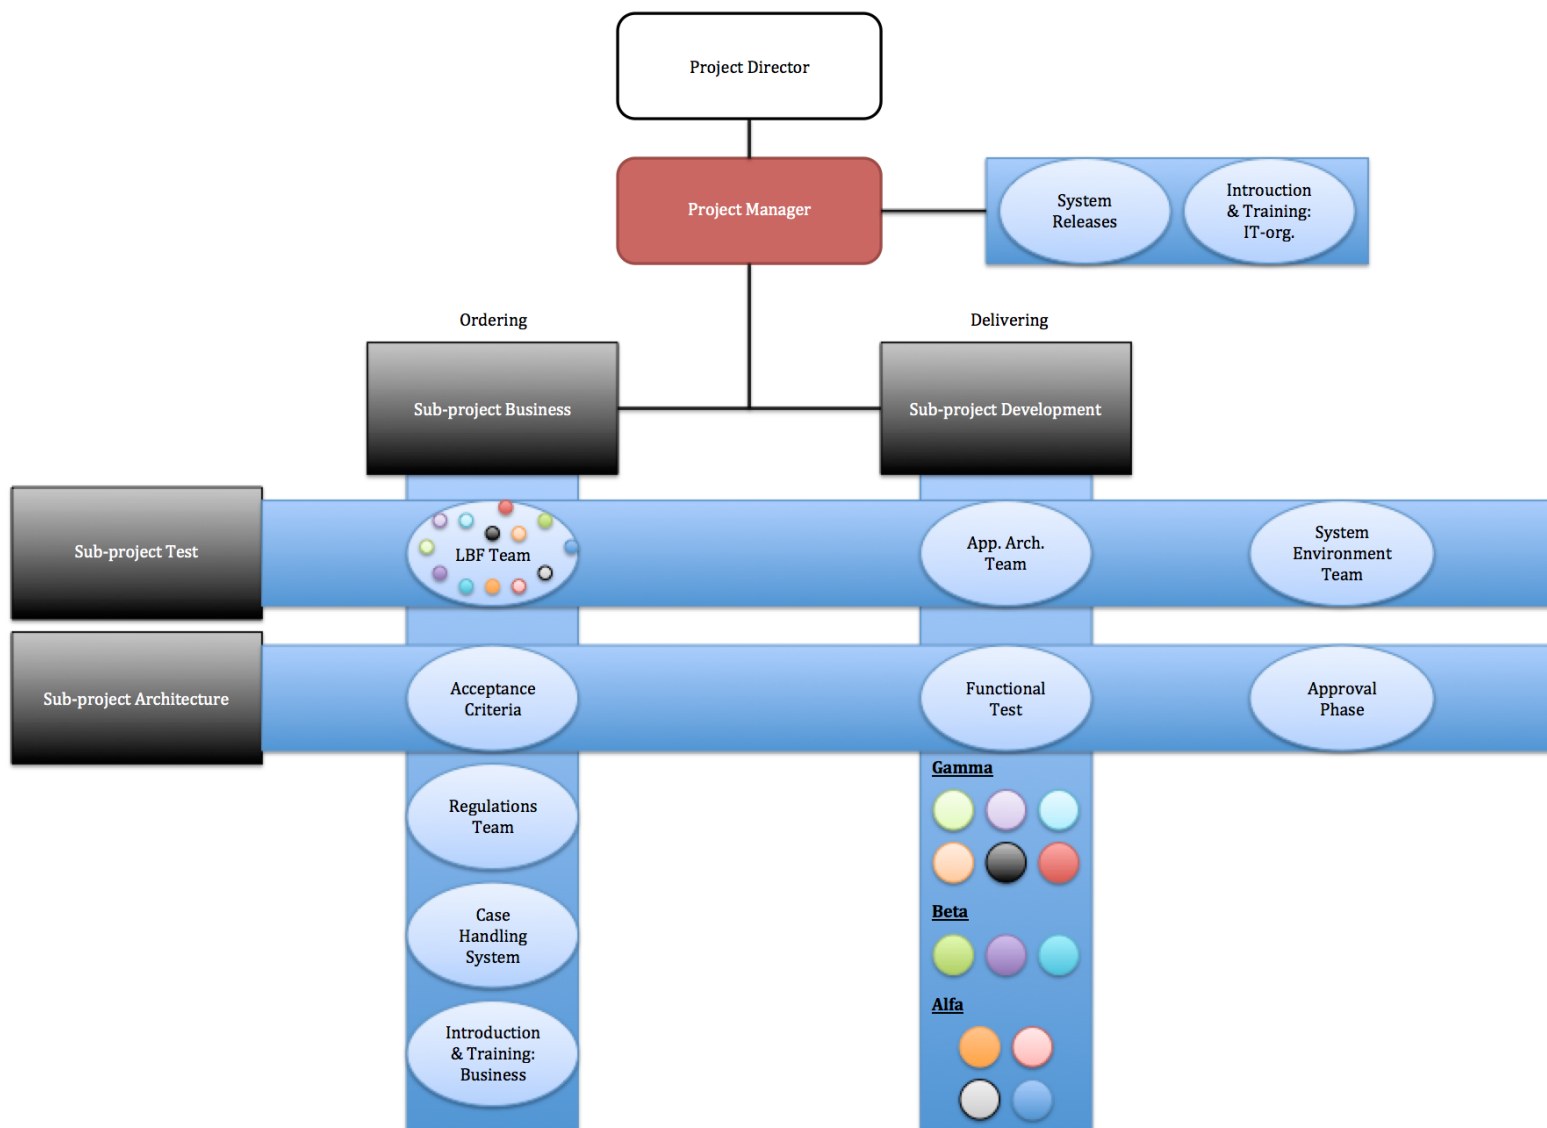 Project Director
Project Manager
System
Releases
Introuction
& Training:
IT-org.
Ordering
Delivering
Sub-project Business
Sub-project Development
Sub-project Test
LBF Team
App. Arch.
Team
System
Environment
Team
Sub-project Architecture
Acceptance
Criteria
Functional
Test
Approval
Phase
Regulations
Team
Case
Handling
System
Introduction
& Training:
Business
Gamma
Beta
Alfa